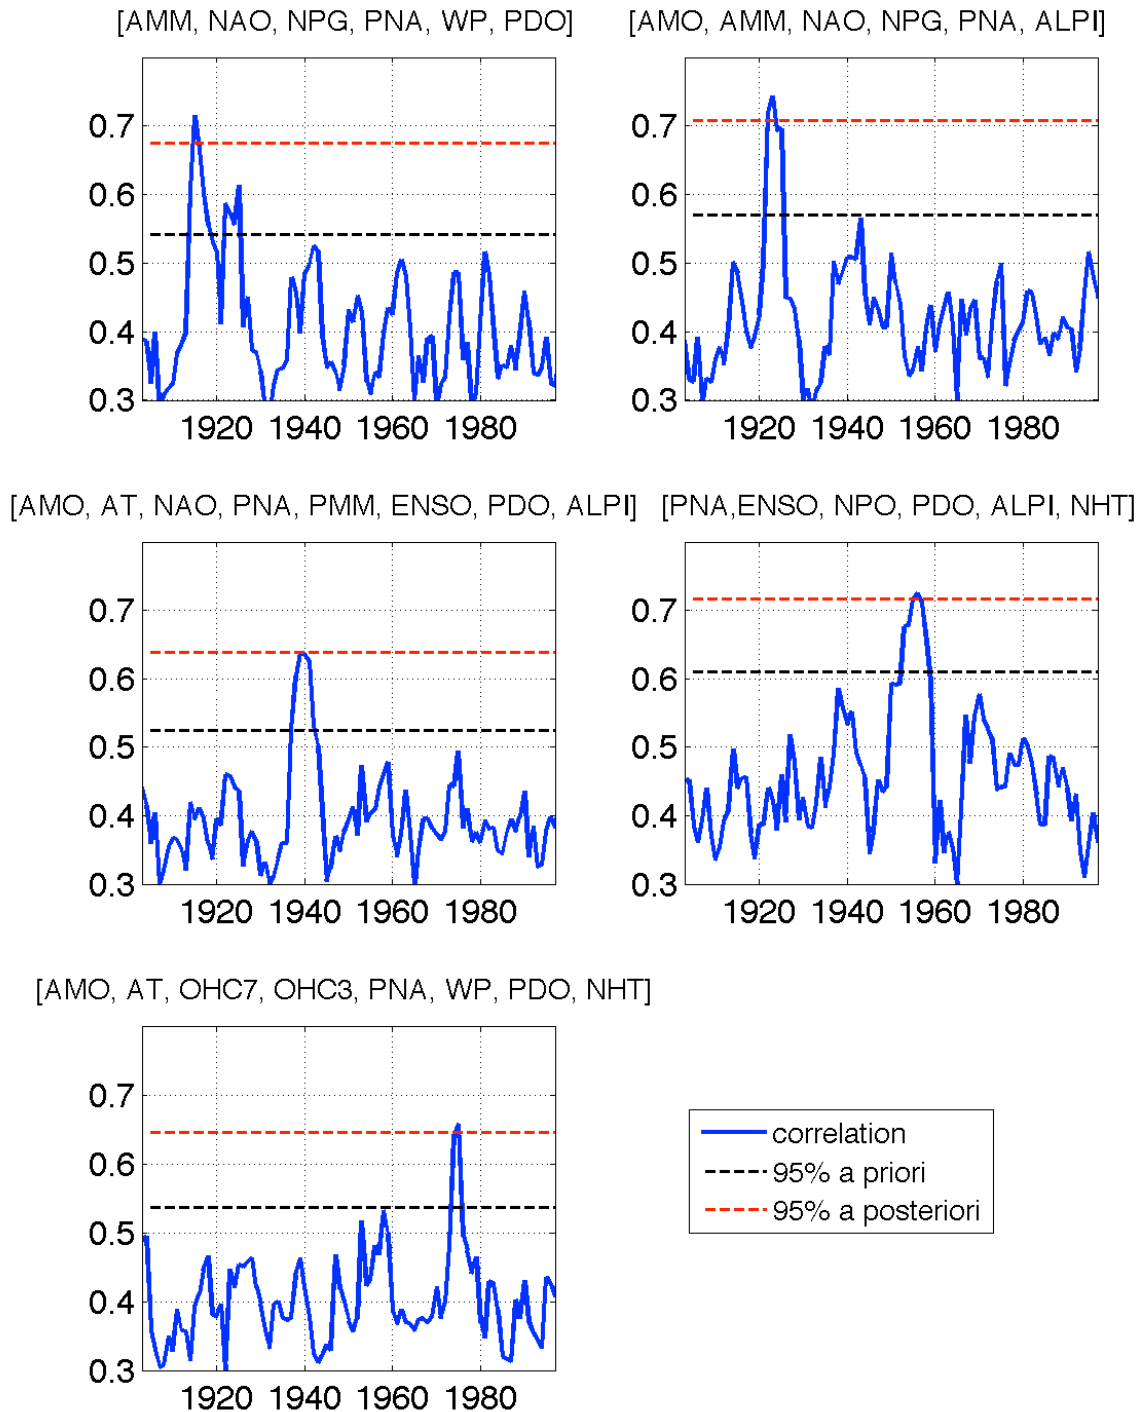 [AMM, NAO, NPG, PNA, WP, PDO]
[AMO, AMM, NAO, NPG, PNA, ALPI]
0.7
0.6
0.5
0.4
0.3
1920 1940 1960 1980
0.7
0.6
0.5
0.4
0.3
1920 1940 1960 1980
[AMO, AT, NAO, PNA, PMM, ENSO, PDO, ALPI]
[PNA,ENSO, NPO, PDO, ALPI, NHT]
0.7
0.6
0.5
0.4
0.3
1920 1940 1960 1980
0.7
0.6
0.5
0.4
0.3
1920 1940 1960 1980
[AMO, AT, OHC7, OHC3, PNA, WP, PDO, NHT]
0.7
0.6
0.5
0.4
0.3
1920 1940 1960 1980
correlation
95% a priori
95% a posteriori